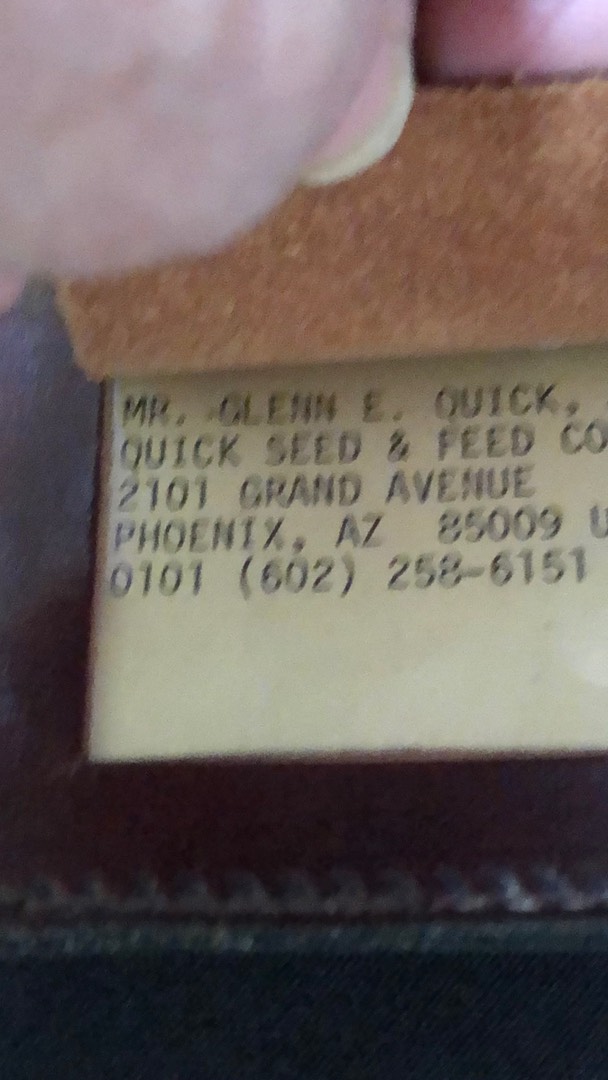 MR. GLENN E. QUICK,
QUICK SEED & FEED CO
2101 GRAND AVENUE
PHOENIX, AZ 85009 U
0101 (602) 258-6151